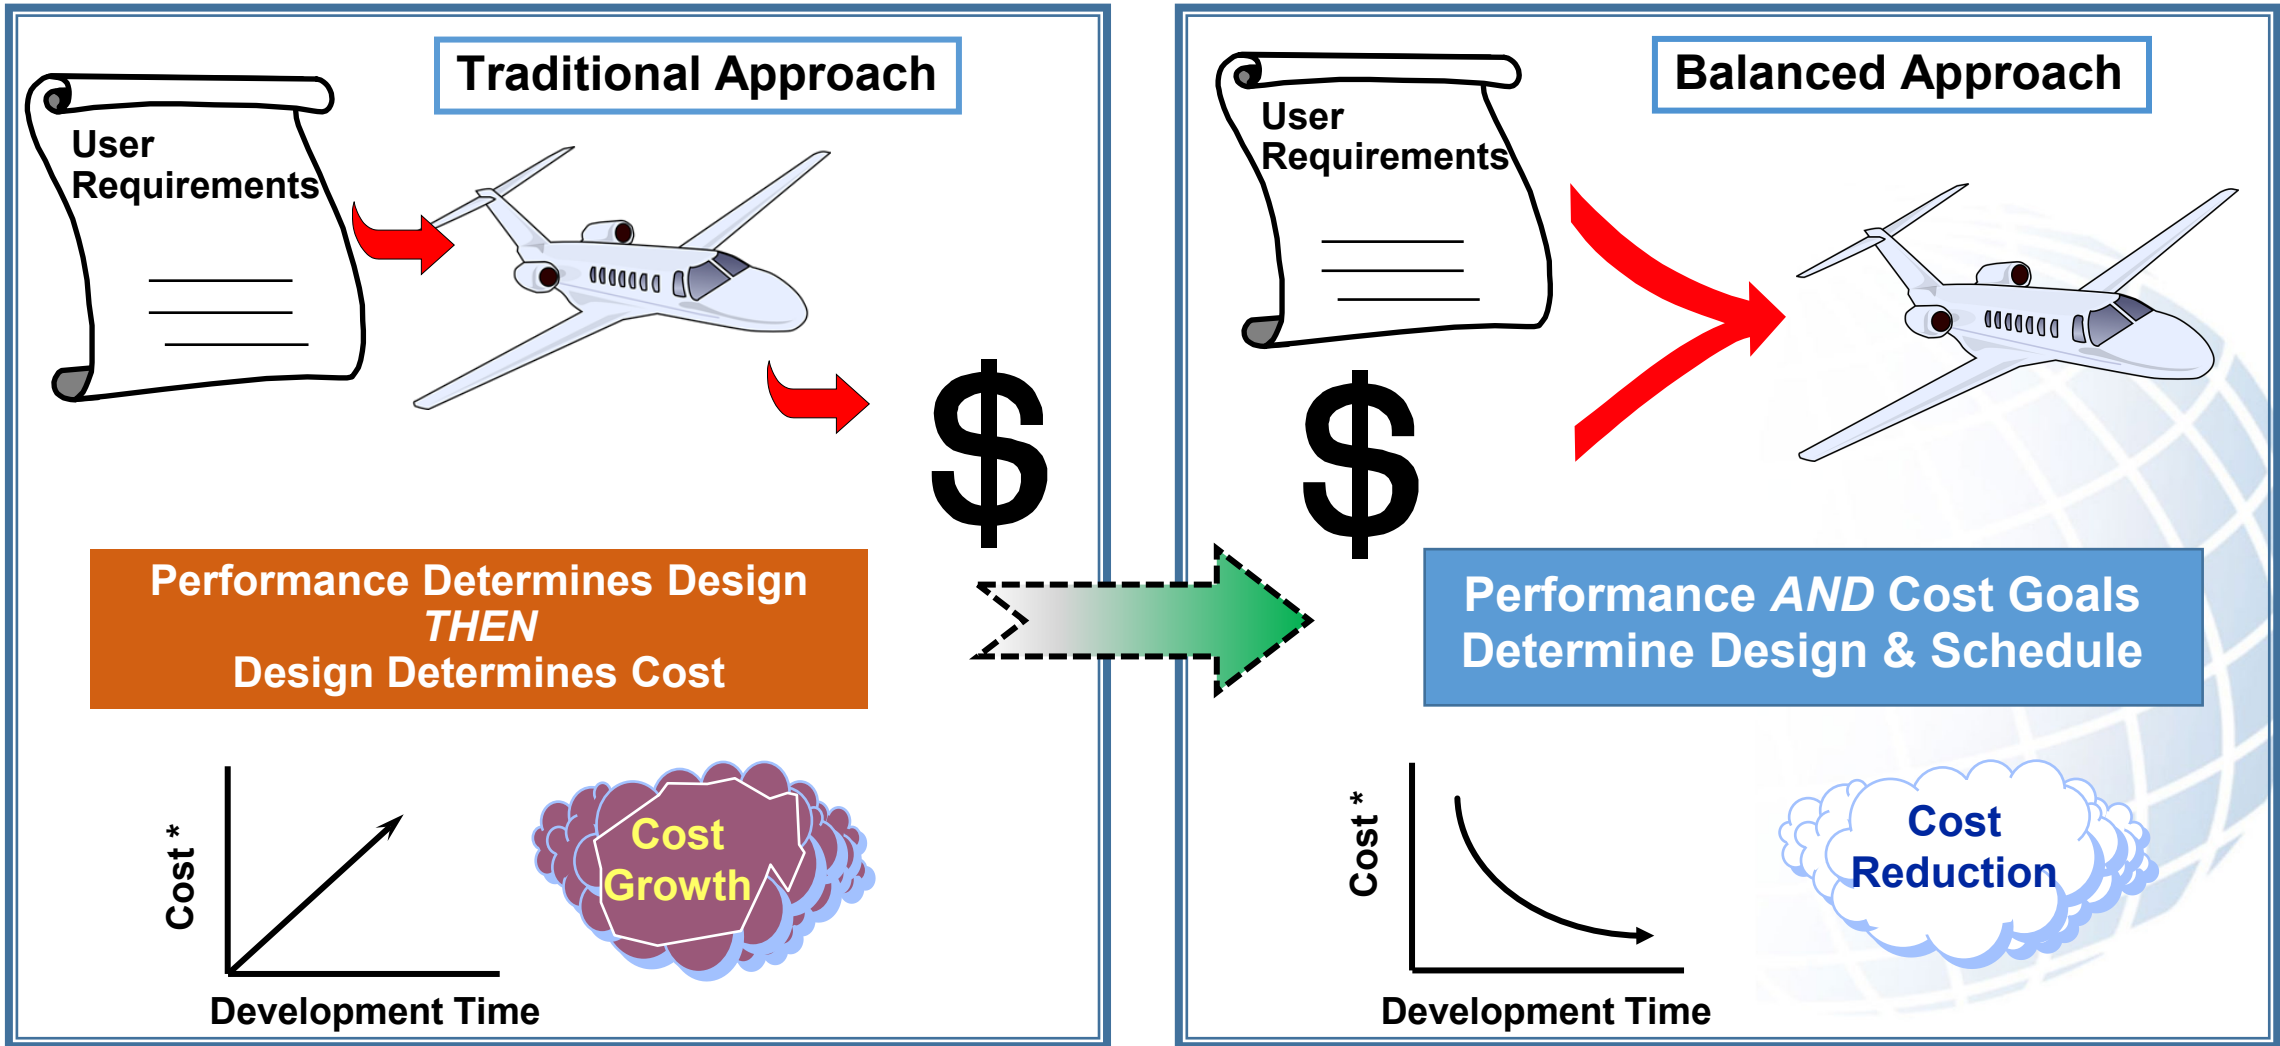 Traditional Approach
User
Requirements
$
Performance Determines Design
THEN
Design Determines Cost
Cost *
Development Time
Cost
Growth
Balanced Approach
User
Requirements
$
Performance AND Cost Goals
Determine Design & Schedule
Cost *
Development Time
Cost
Reduction